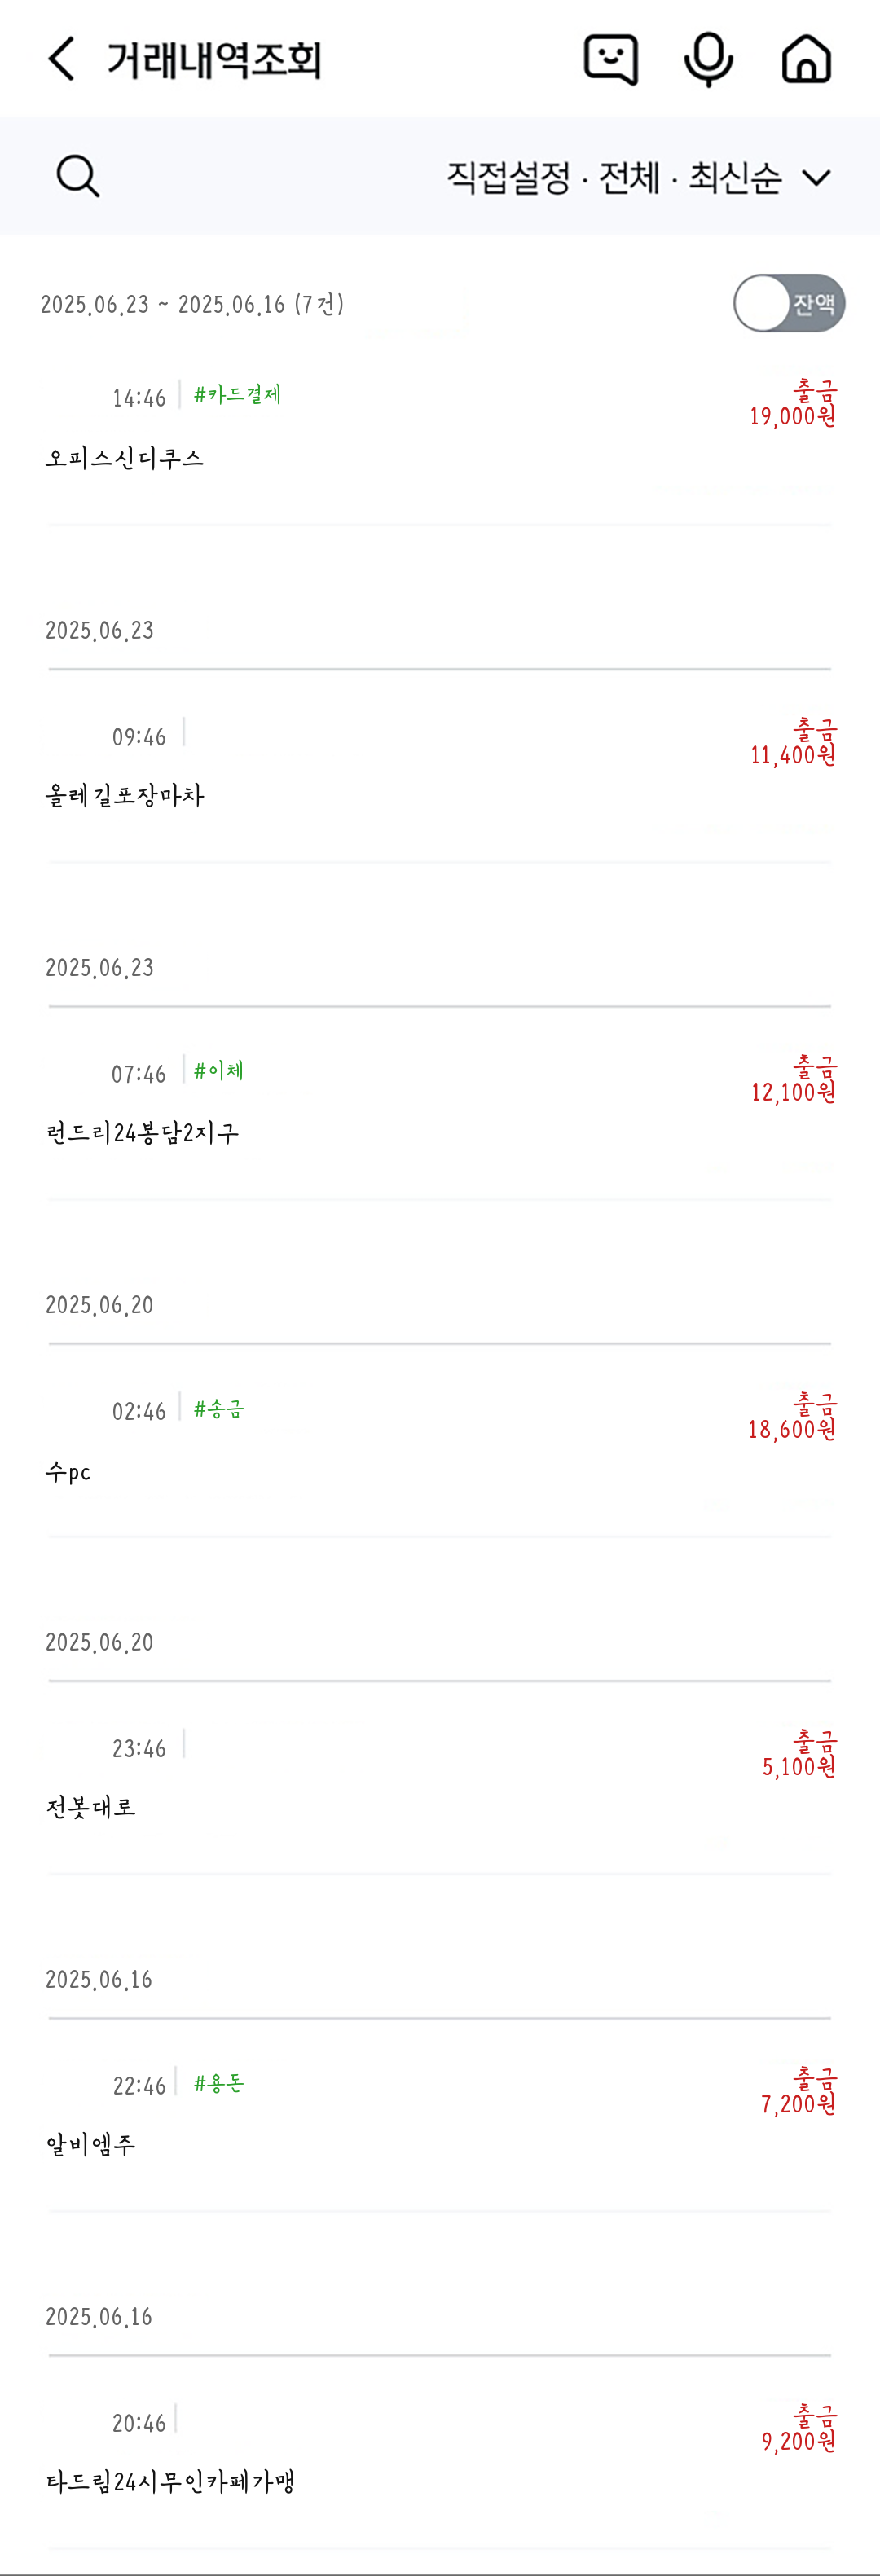 거래내역조회
직접설정 · 전체 · 최신순
2025.06.23 ~ 2025.06.16 (7건)
잔액
14:46 #카드결제 출금
19,000원
오피스신디쿠스
2025.06.23
09:46 출금
11,400원
올레길포장마차
2025.06.23
07:46 #이체 출금
12,100원
런드리24봉담2지구
2025.06.20
02:46 #송금 출금
18,600원
수pc
2025.06.20
23:46 출금
5,100원
전봇대로
2025.06.16
22:46 #용돈 출금
7,200원
알비엠주
2025.06.16
20:46 출금
9,200원
타드림24시무인카페가맹